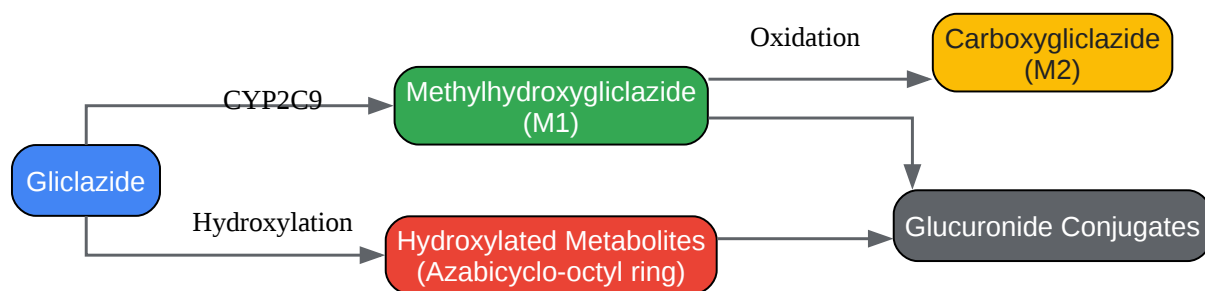 Oxidation
Carboxygliclazide
(M2)
CYP2C9
Methylhydroxygliclazide
(M1)
Gliclazide
Hydroxylation
Hydroxylated Metabolites
(Azabicyclo-octyl ring)
Glucuronide Conjugates